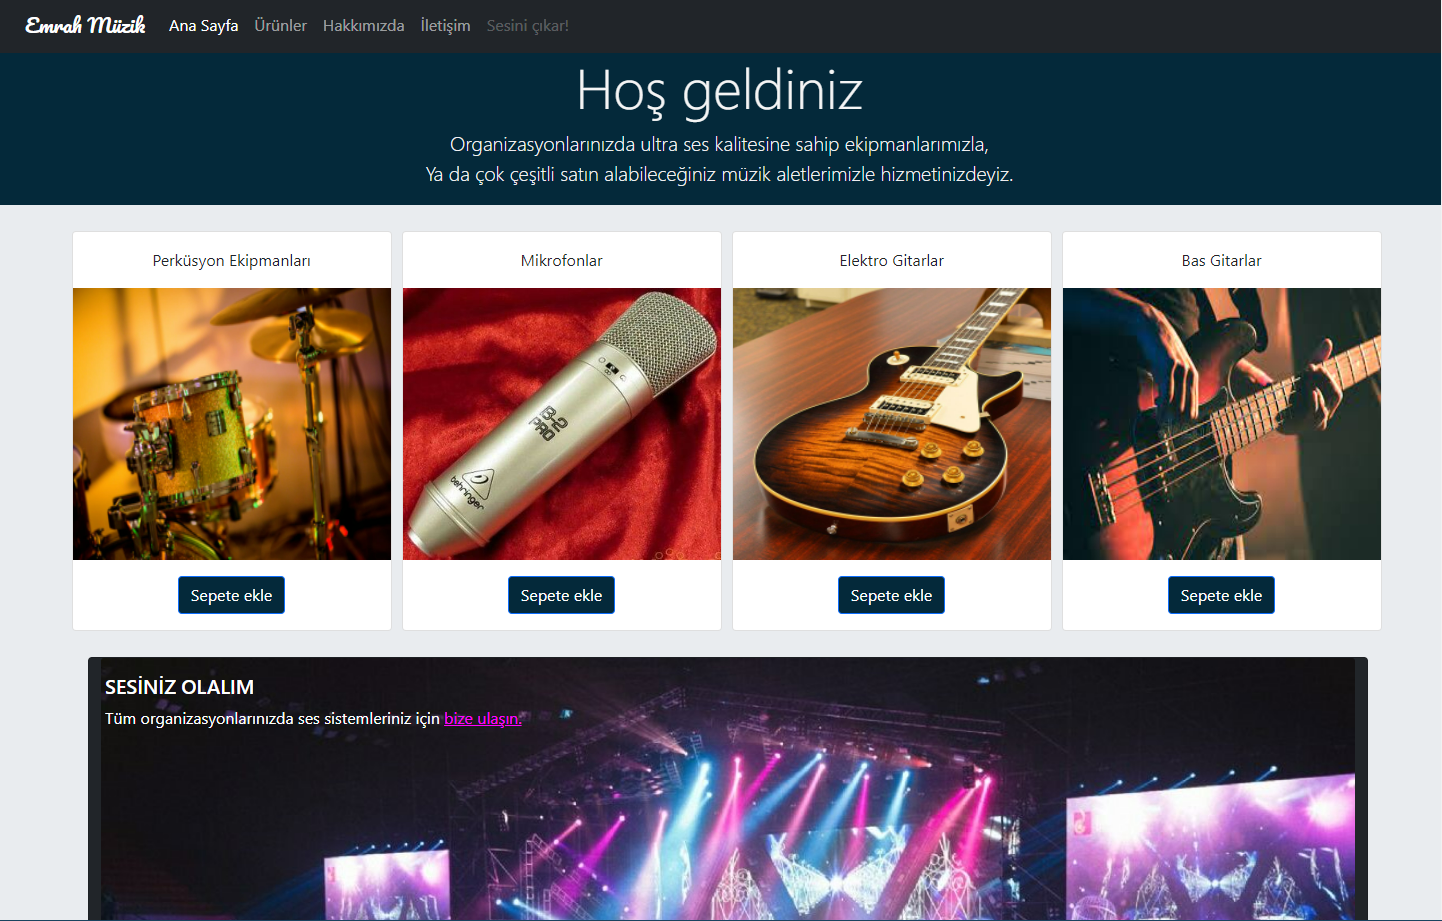 Emrah Müzik Ana Sayfa Ürünler Hakkımızda İletişim Sesini çıkar!
Hoş geldiniz
Organizasyonlarınızda ultra ses kalitesine sahip ekipmanlarımızla,
Ya da çok çeşitli satın alabileceğiniz müzik aletlerimizle hizmetinizdeyiz.
Perküsyon Ekipmanları
Mikrofonlar
Elektro Gitarlar
Bas Gitarlar
B-2
PRO
behringer
Sepete ekle
Sepete ekle
Sepete ekle
Sepete ekle
SESİNİZ OLALIM
Tüm organizasyonlarınızda ses sistemleriniz için bize ulaşın.